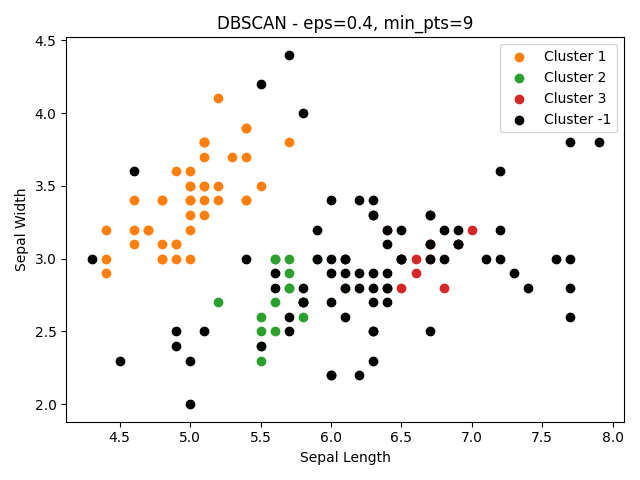 DBSCAN - eps=0.4, min_pts=9
Cluster 1
Cluster 2
Cluster 3
Cluster -1
Sepal Width
4.5
4.0
3.5
3.0
2.5
2.0
4.5 5.0 5.5 6.0 6.5 7.0 7.5 8.0
Sepal Length